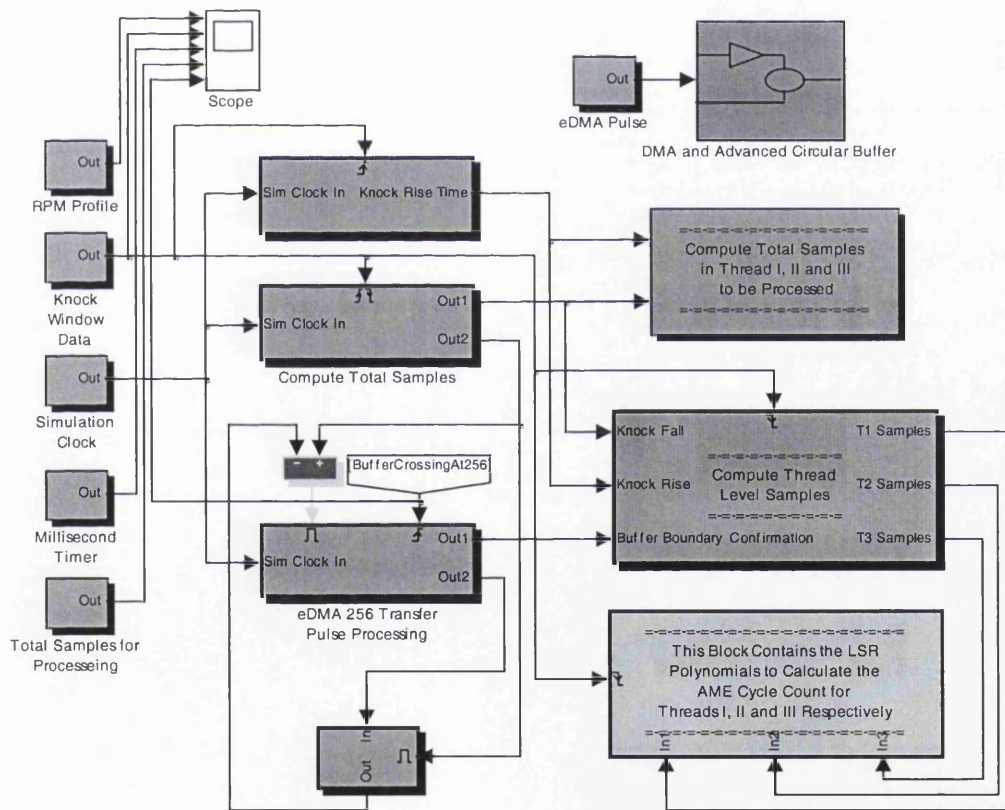 Scope
Out
eDMA Pulse
DMA and Advanced Circular Buffer
Out
RPM Profile
Sim Clock In
Knock Rise Time
Out
Knock
Window
Data
Sim Clock In
Out1
Out2
Compute Total Samples
=-=-=-=-=-=-=-=-=-=-=
Compute Total Samples
in Thread I, II and III
to be Processed
=-=-=-=-=-=-=-=-=-=-=
Out
Simulation
Clock
- +
BufferCrossingAt256
Out
Millisecond
Timer
Sim Clock In
Out1
Out2
eDMA 256 Transfer
Pulse Processing
Out
Total Samples for
Processeing
Knock Fall
Knock Rise
Buffer Boundary Confirmation
=-=-=-=-=-=-=
Compute Thread
Level Samples
=-=-=-=-=-=-=
T1 Samples
T2 Samples
T3 Samples
=-=-=-=-=-=-=-=-=-=-=-=-=
This Block Contains the LSR
Polynomials to Calculate the
AME Cycle Count for
Threads I, II and III Respectively
=-=-=-=-=-=-=-=-=-=-=-=-=
In1
In2
In3
In
Out